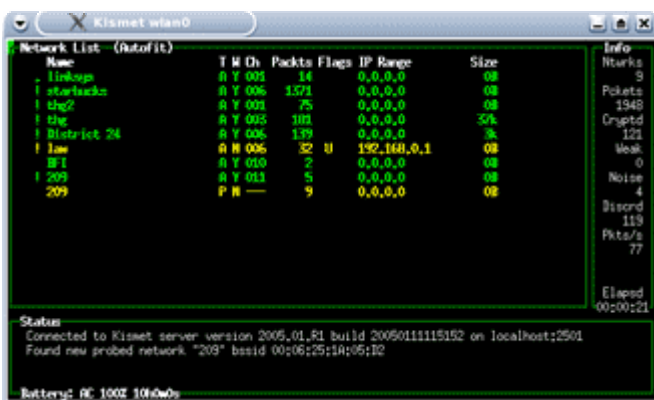 Kismet wlan0
Network List (Autofit)
Name T W Ch Packts Flags IP Range Size
. linksys A Y 001 14 0.0.0.0 0B
! starbucks A Y 006 1371 0.0.0.0 0B
! thg2 A Y 001 75 0.0.0.0 0B
! thg A Y 003 181 0.0.0.0 37k
! District 24 A Y 006 139 0.0.0.0 3k
! law A N 006 32 U 192.168.0.1 0B
BFI A Y 010 2 0.0.0.0 0B
! 209 A Y 011 5 0.0.0.0 0B
209 P N --- 9 0.0.0.0 0B
Info
Ntwrks
9
Pckets
1948
Cryptd
121
Weak
0
Noise
4
Discrd
119
Pkts/s
77
Elapsd
00:00:21
Status
Connected to Kismet server version 2005.01.R1 build 20050111115152 on localhost:2501
Found new probed network "209" bssid 00:06:25:1A:05:D2
Battery: AC 100% 10h0m0s